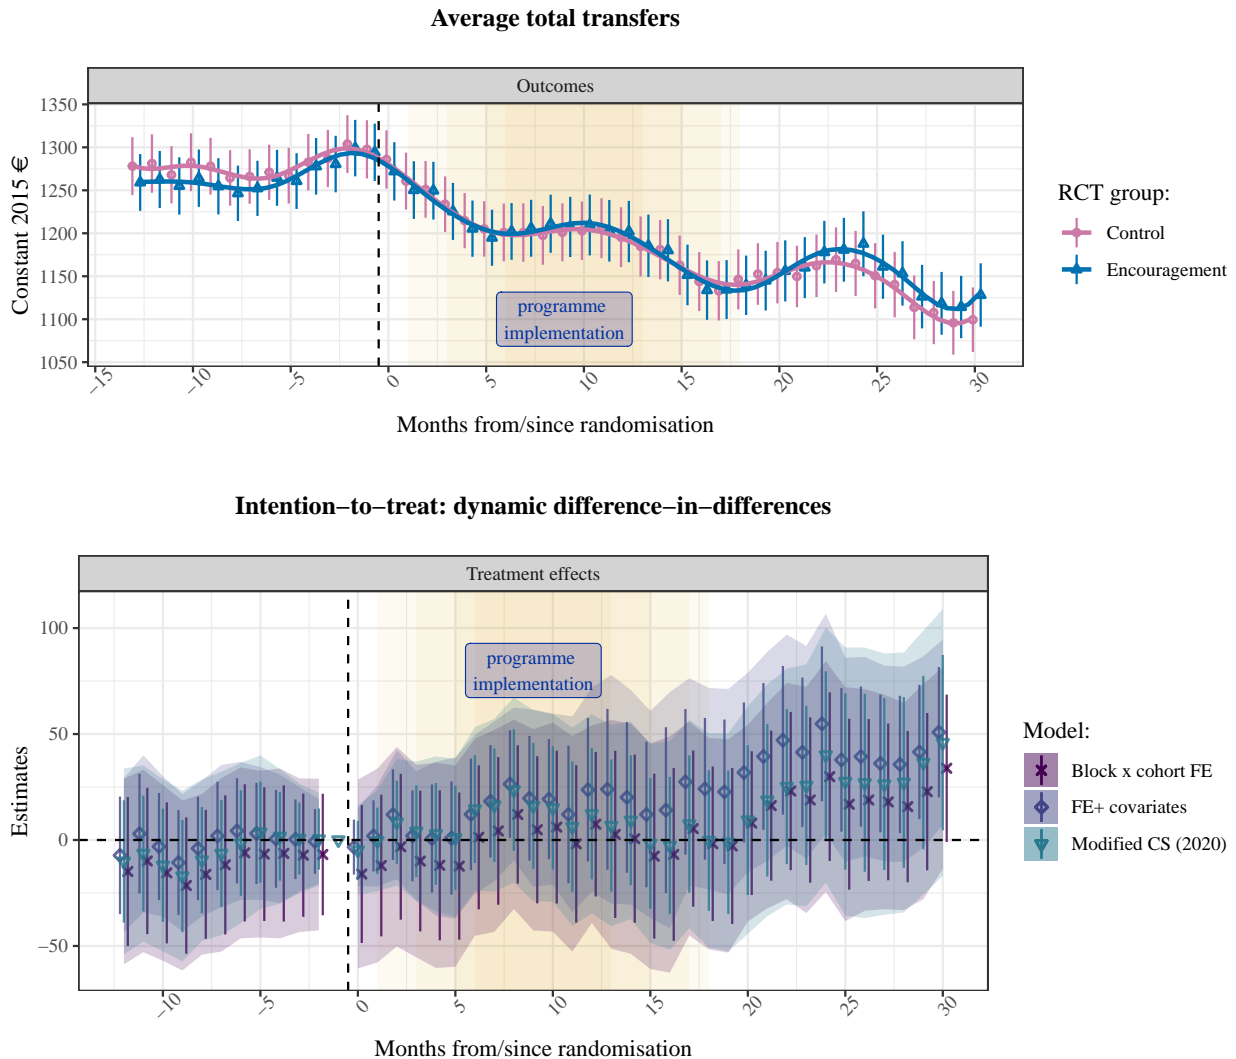 Average total transfers
Outcomes
1350
1300
1250
1200
1150
1100
1050
Constant 2015 €
programme
implementation
−15
−10
−5
0
5
10
15
20
25
30
Months from/since randomisation
RCT group:
Control
Encouragement
Intention−to−treat: dynamic difference−in−differences
Treatment effects
100
50
0
−50
Estimates
programme
implementation
−10
−5
0
5
10
15
20
25
30
Months from/since randomisation
Model:
Block x cohort FE
FE+ covariates
Modified CS (2020)